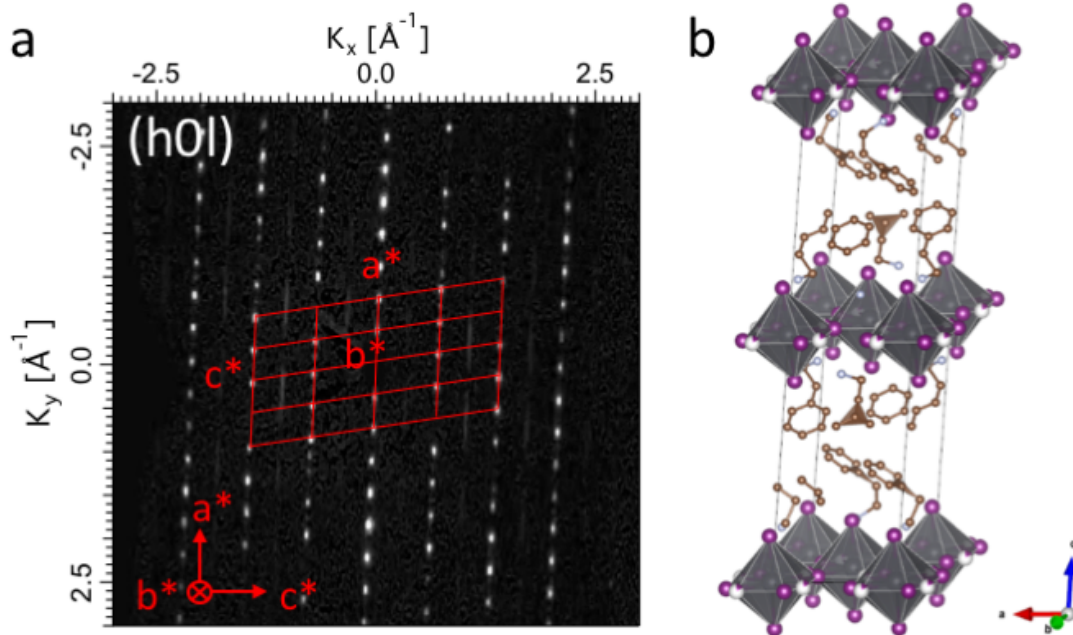 a
Kx [Å-1]
-2.5 0.0 2.5
(h0l)
Ky [Å-1]
-2.5
0.0
2.5
a*
b*
c*
a*
b* c*
b
c
a
b